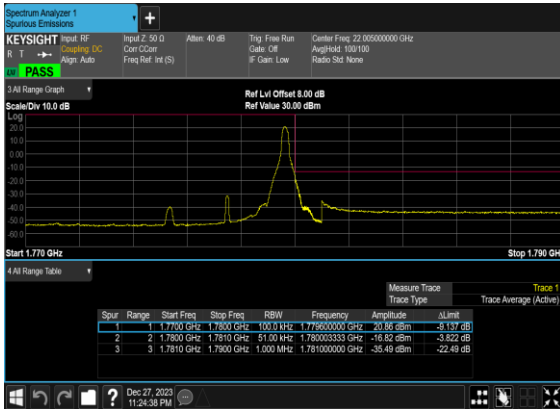 Spectrum Analyzer 1
Spurious Emissions
+
KEYSIGHT Input: RF Input Z: 50 Ω Atten: 40 dB Trig: Free Run Center Freq: 22.005000000 GHz
R T Coupling: DC Corr CCorr Gate: Off Avg|Hold: 100/100
Align: Auto Freq Ref: Int (S) IF Gain: Low Radio Std: None
PASS
3 All Range Graph
Ref Lvl Offset 8.00 dB
Scale/Div 10.0 dB Ref Value 30.00 dBm
Log
20.0
10.0
0.00
-10.0
-20.0
-30.0
-40.0
-50.0
-60.0
Start 1.770 GHz Stop 1.790 GH
4 All Range Table
Measure Trace Trace 1
Trace Type Trace Average (Active)
Spur Range Start Freq Stop Freq RBW Frequency Amplitude ΔLimit
1 1 1.7700 GHz 1.7800 GHz 100.0 kHz 1.779600000 GHz 20.86 dBm -9.137 dB
2 2 1.7800 GHz 1.7810 GHz 51.00 kHz 1.780003333 GHz -16.82 dBm -3.822 dB
3 3 1.7810 GHz 1.7900 GHz 1.000 MHz 1.781000000 GHz -35.49 dBm -22.49 dB
? Dec 27, 2023
11:24:38 PM